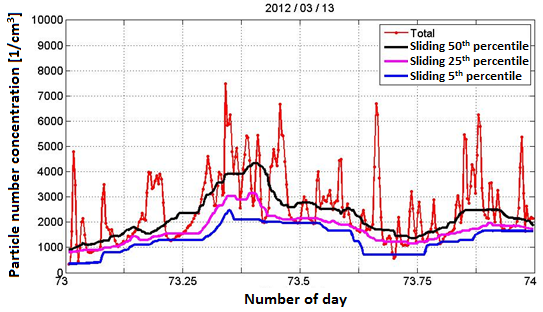 2012 / 03 / 13
Particle number concentration [1/cm³]
10000
9000
8000
7000
6000
5000
4000
3000
2000
1000
0
Total
Sliding 50th percentile
Sliding 25th percentile
Sliding 5th percentile
73 73.25 73.5 73.75 74
Number of day